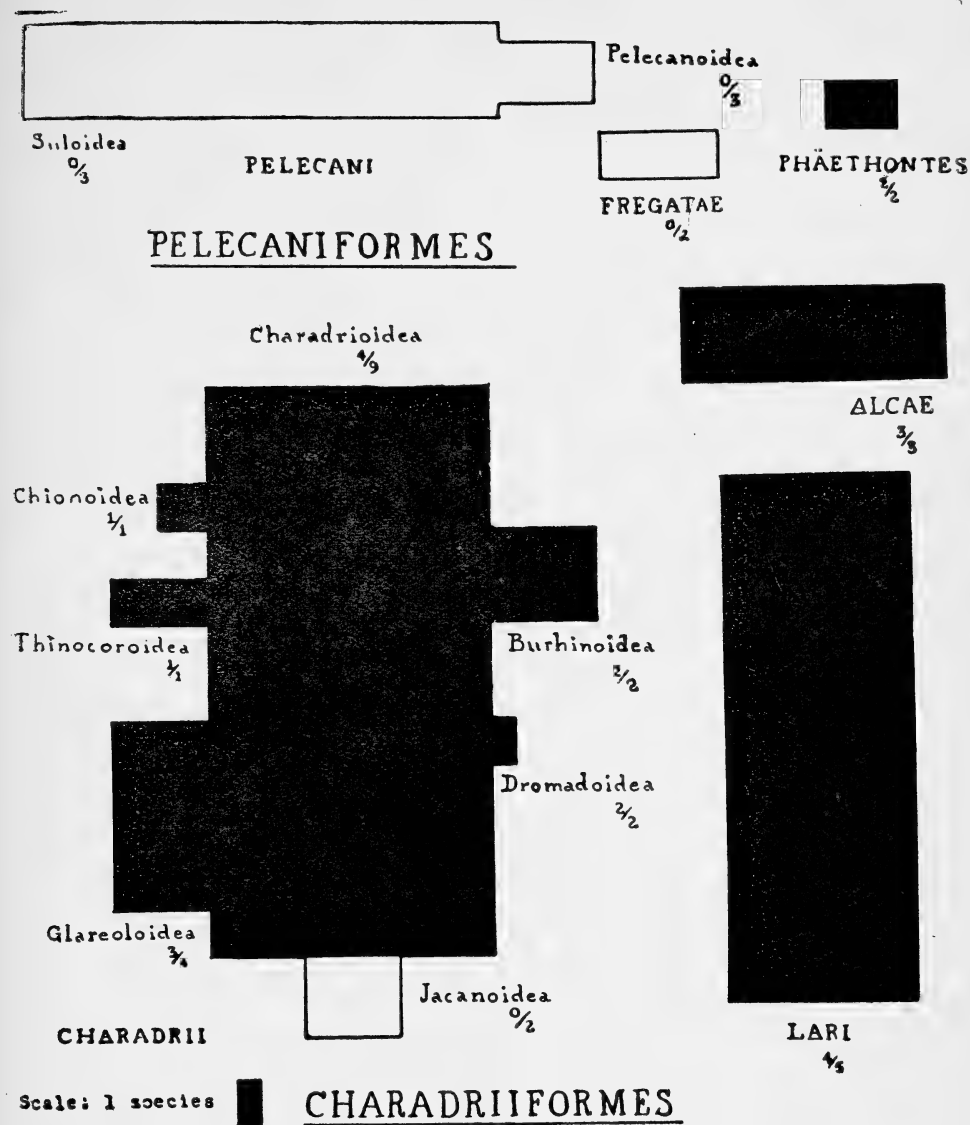 Pelecanoidea
0/3
Suloidea
0/3
PELECANI
FREGATAE
0/2
PHÄETHONTES
2/2
PELECANIFORMES
Charadrioidea
4/9
ALCAE
3/3
Chionoidea
1/1
Thinocoroidea
1/1
Burhinoidea
2/2
Dromadoidea
2/2
Glareoloidea
3/4
Jacanoidea
0/2
CHARADRII
LARI
4/5
Scale: 1 species
CHARADRIIFORMES